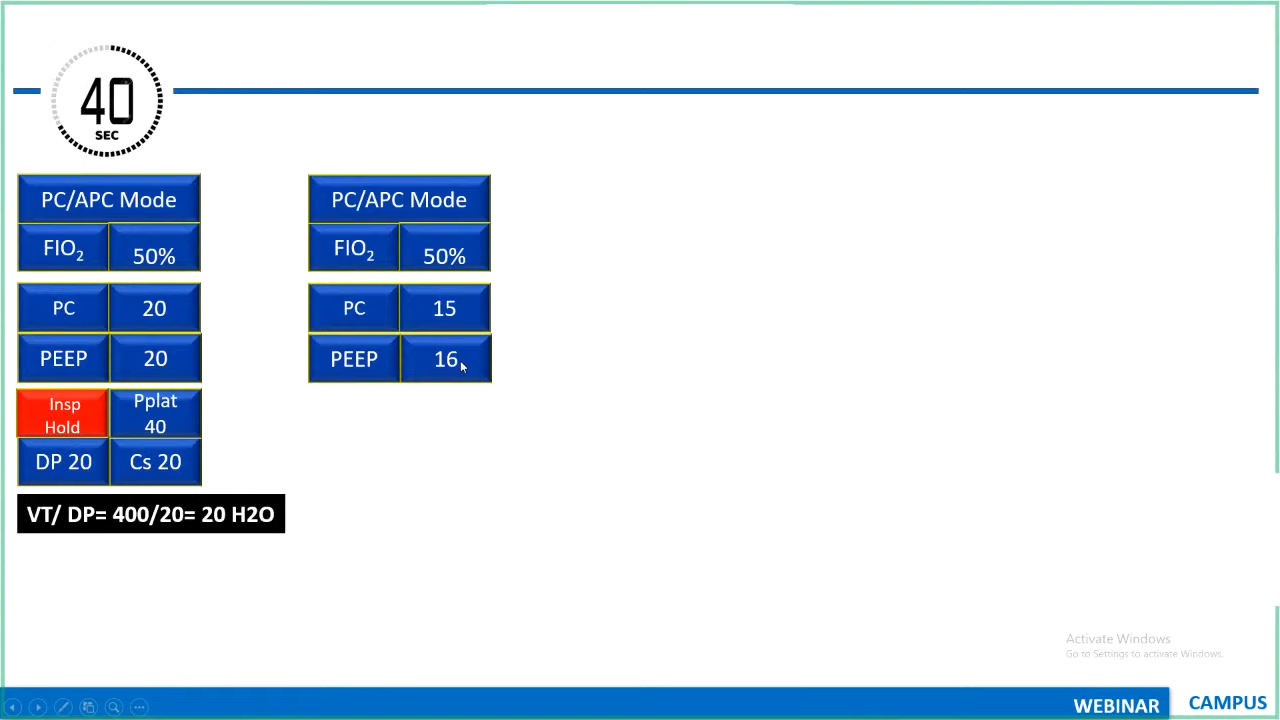 40
SEC
PC/APC Mode
FIO₂ 50%
PC 20
PEEP 20
Insp
Hold
Pplat
40
DP 20 Cs 20
VT/ DP= 400/20= 20 H2O
PC/APC Mode
FIO₂ 50%
PC 15
PEEP 16
Activate Windows
Go to Settings to activate Windows.
WEBINAR CAMPUS